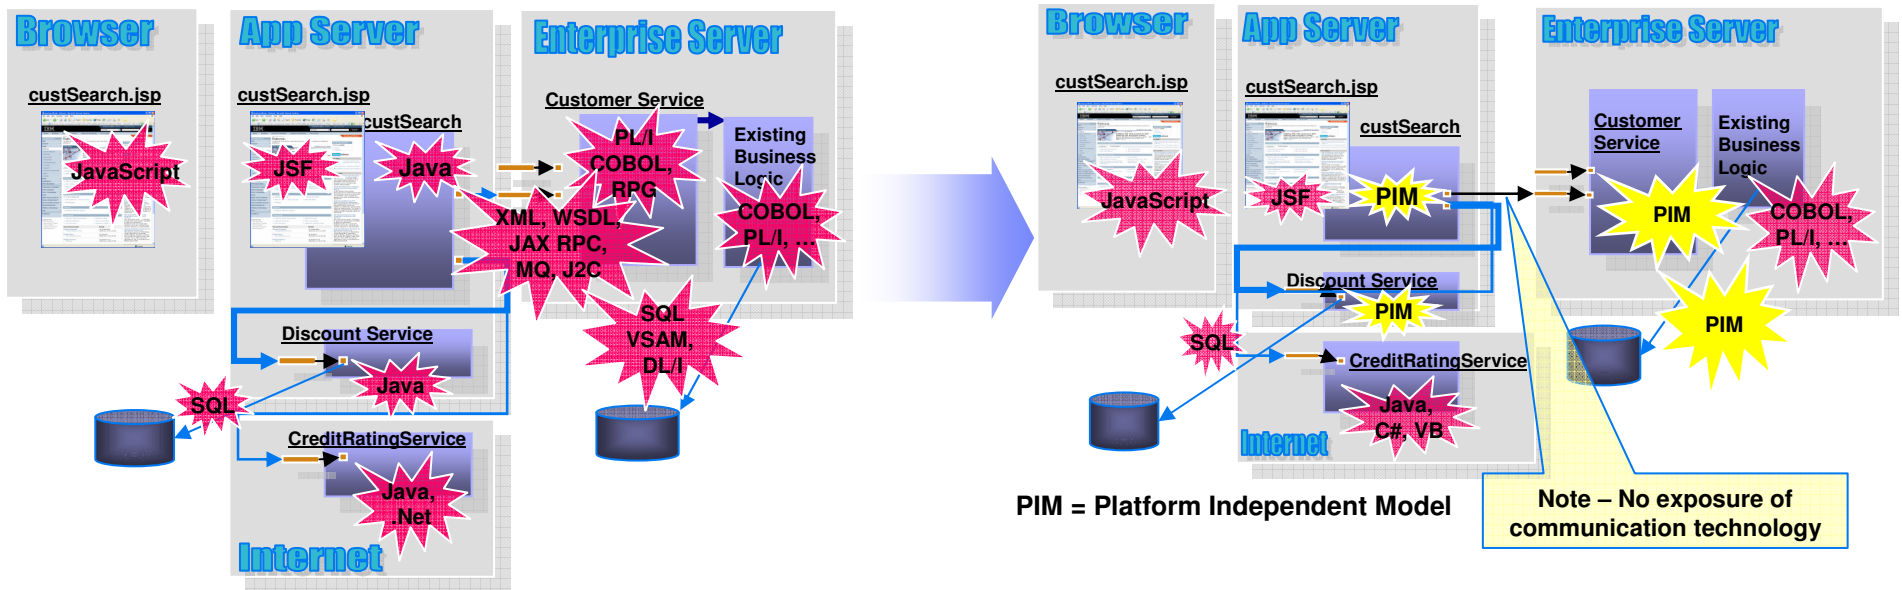 Browser
App Server
Enterprise Server
custSearch.jsp
custSearch.jsp
custSearch
Customer Service
Existing
Business
Logic
JavaScript
JSF
Java
PL/I
COBOL,
RPG
XML, WSDL,
JAX RPC,
MQ, J2C
COBOL,
PL/I, ...
SQL
VSAM,
DL/I
Discount Service
Java
SQL
CreditRatingService
Java,
.Net
Internet
Browser
App Server
Enterprise Server
custSearch.jsp
custSearch.jsp
custSearch
Customer
Service
Existing
Business
Logic
JavaScript
JSF
PIM
PIM
COBOL,
PL/I, ...
Discount Service
PIM
PIM
SQL
CreditRatingService
Java,
C#, VB
Internet
PIM = Platform Independent Model
Note – No exposure of
communication technology